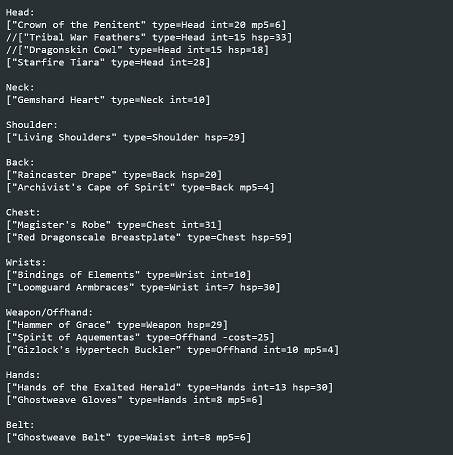 Head:
["Crown of the Penitent" type=Head int=20 mp5=6]
//["Tribal War Feathers" type=Head int=15 hsp=33]
//["Dragonskin Cowl" type=Head int=15 hsp=18]
["Starfire Tiara" type=Head int=28]
Neck:
["Gemshard Heart" type=Neck int=10]
Shoulder:
["Living Shoulders" type=Shoulder hsp=29]
Back:
["Raincaster Drape" type=Back hsp=20]
["Archivist's Cape of Spirit" type=Back mp5=4]
Chest:
["Magister's Robe" type=Chest int=31]
["Red Dragonscale Breastplate" type=Chest hsp=59]
Wrists:
["Bindings of Elements" type=Wrist int=10]
["Loomguard Armbraces" type=Wrist int=7 hsp=30]
Weapon/Offhand:
["Hammer of Grace" type=Weapon hsp=29]
["Spirit of Aquementas" type=Offhand -cost=25]
["Gizlock's Hypertech Buckler" type=Offhand int=10 mp5=4]
Hands:
["Hands of the Exalted Herald" type=Hands int=13 hsp=30]
["Ghostweave Gloves" type=Hands int=8 mp5=6]
Belt:
["Ghostweave Belt" type=Waist int=8 mp5=6]